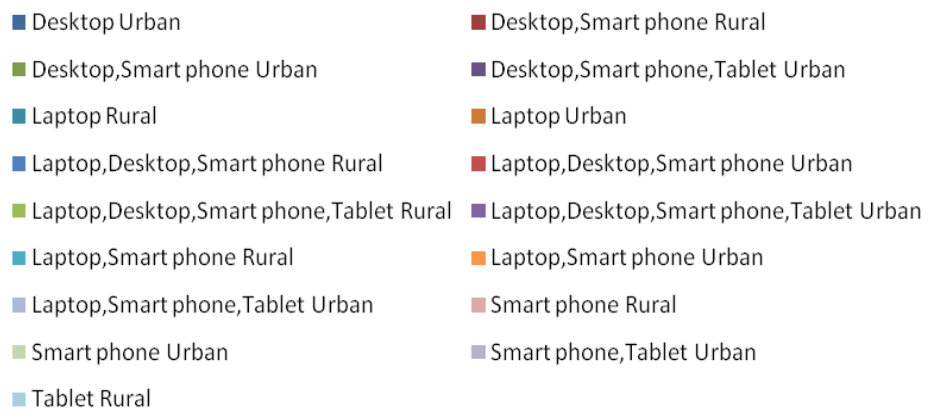 Desktop Urban
Desktop,Smart phone Rural
Desktop,Smart phone Urban
Desktop,Smart phone,Tablet Urban
Laptop Rural
Laptop Urban
Laptop,Desktop,Smart phone Rural
Laptop,Desktop,Smart phone Urban
Laptop,Desktop,Smart phone,Tablet Rural
Laptop,Desktop,Smart phone,Tablet Urban
Laptop,Smart phone Rural
Laptop,Smart phone Urban
Laptop,Smart phone,Tablet Urban
Smart phone Rural
Smart phone Urban
Smart phone,Tablet Urban
Tablet Rural